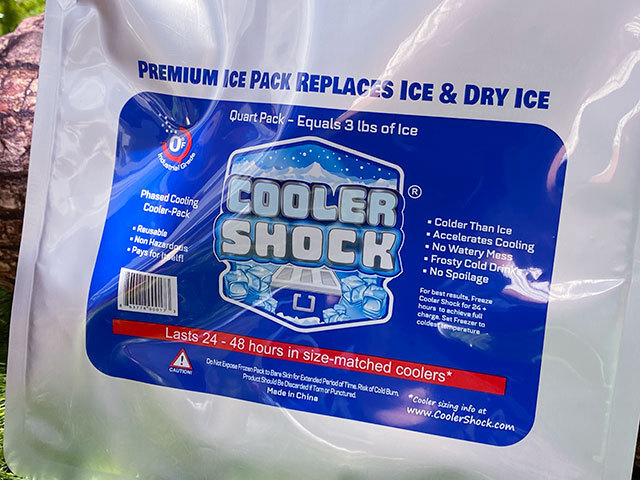 PREMIUM ICE PACK REPLACES ICE & DRY ICE
Quart Pack - Equals 3 lbs of Ice
0°F
Industrial Grade
Phased Cooling
Cooler-Pack
• Reusable
• Non Hazardous
• Pays for itself!
COOLER
SHOCK
®
▪ Colder Than Ice
▪ Accelerates Cooling
▪ No Watery Mess
▪ Frosty Cold Drinks
▪ No Spoilage
For best results, Freeze
Cooler Shock for 24 +
hours to achieve full
charge. Set Freezer to
coldest temperature
Lasts 24 - 48 hours in size-matched coolers*
CAUTION!
Do Not Expose Frozen Pack to Bare Skin for Extended Period of Time. Risk of Cold Burn.
Product Should Be Discarded if Torn or Punctured.
Made In China
*Cooler sizing info at
www.CoolerShock.com